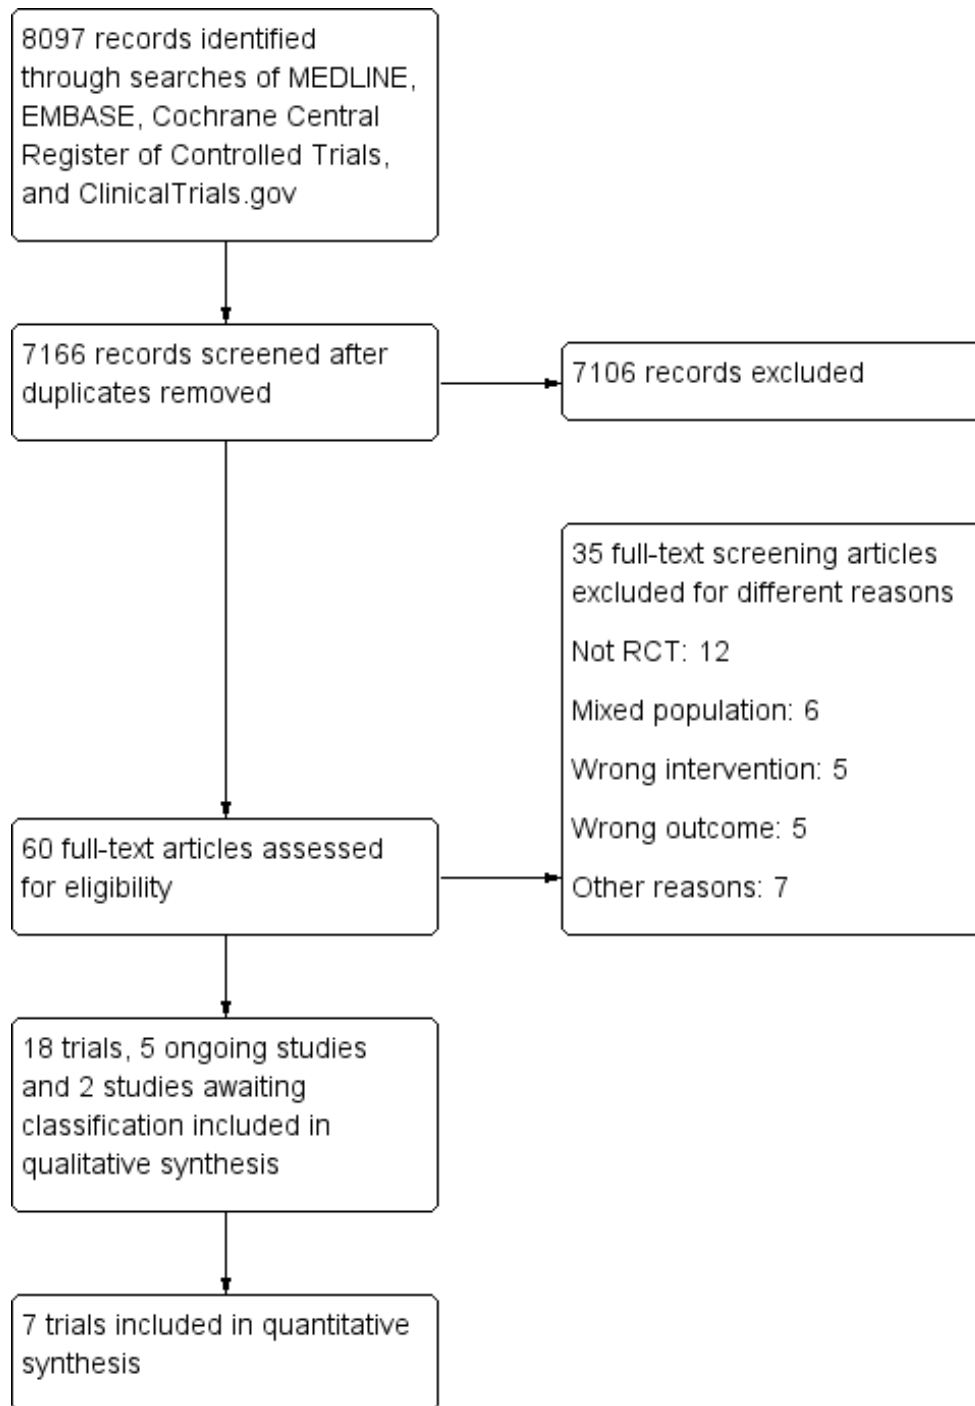 8097 records identified
through searches of MEDLINE,
EMBASE, Cochrane Central
Register of Controlled Trials,
and ClinicalTrials.gov
7166 records screened after
duplicates removed
7106 records excluded
35 full-text screening articles
excluded for different reasons
Not RCT: 12
Mixed population: 6
Wrong intervention: 5
Wrong outcome: 5
Other reasons: 7
60 full-text articles assessed
for eligibility
18 trials, 5 ongoing studies
and 2 studies awaiting
classification included in
qualitative synthesis
7 trials included in quantitative
synthesis